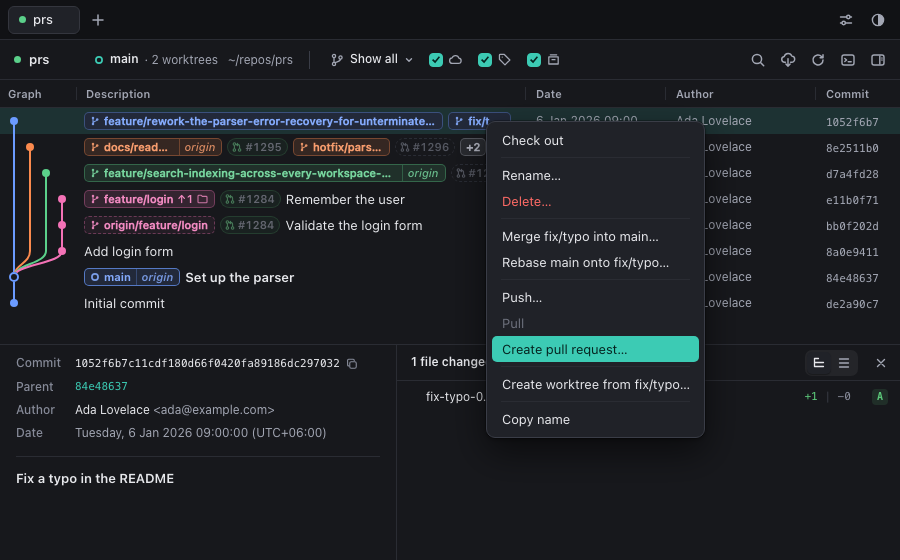 prs
prs main · 2 worktrees ~/repos/prs Show all
Graph Description Date Author Commit
feature/rework-the-parser-error-recovery-for-unterminate... 6 Jan 2026 09:00 Ada Lovelace 1052f6b7
docs/read... origin #1295 hotfix/pars... #1296 +2 Lovelace 8e2511b0
feature/search-indexing-across-every-workspace-... origin Lovelace d7a4fd28
feature/login ↑1 #1284 Remember the user Lovelace e11b0f71
origin/feature/login #1284 Validate the login form Lovelace bb0f202d
Add login form Lovelace 8a0e9411
main origin Set up the parser Lovelace 84e48637
Initial commit Lovelace de2a90c7
Check out
Rename...
Delete...
Merge fix/typo into main...
Rebase main onto fix/typo...
Push...
Pull
Create pull request...
Create worktree from fix/typo...
Copy name
Commit 1052f6b7c11cdf180d66f0420fa89186dc297032
Parent 84e48637
Author Ada Lovelace <ada@example.com>
Date Tuesday, 6 Jan 2026 09:00:00 (UTC+06:00)
Fix a typo in the README
1 file change
fix-typo-0. +1 | −0 A